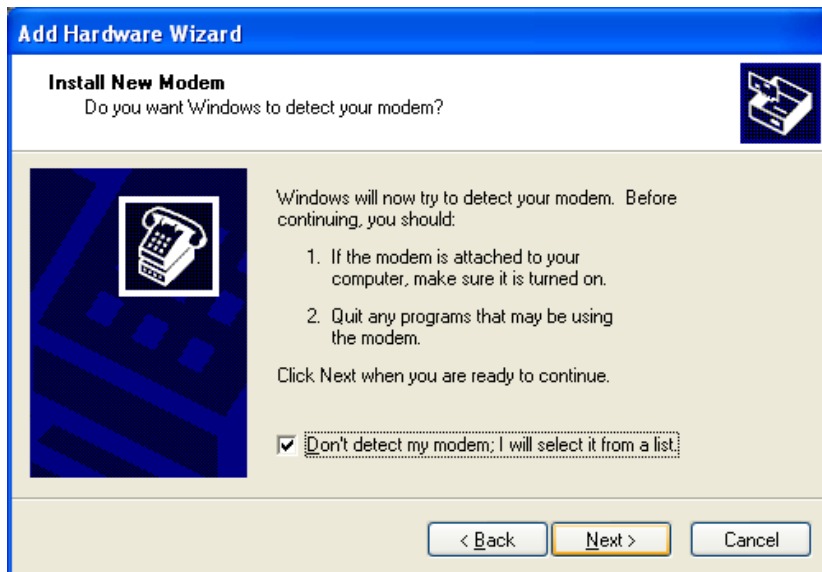 Add Hardware Wizard
Install New Modem
Do you want Windows to detect your modem?
Windows will now try to detect your modem. Before
continuing, you should:
1. If the modem is attached to your
computer, make sure it is turned on.
2. Quit any programs that may be using
the modem.
Click Next when you are ready to continue.
Don't detect my modem; I will select it from a list.
< Back Next > Cancel